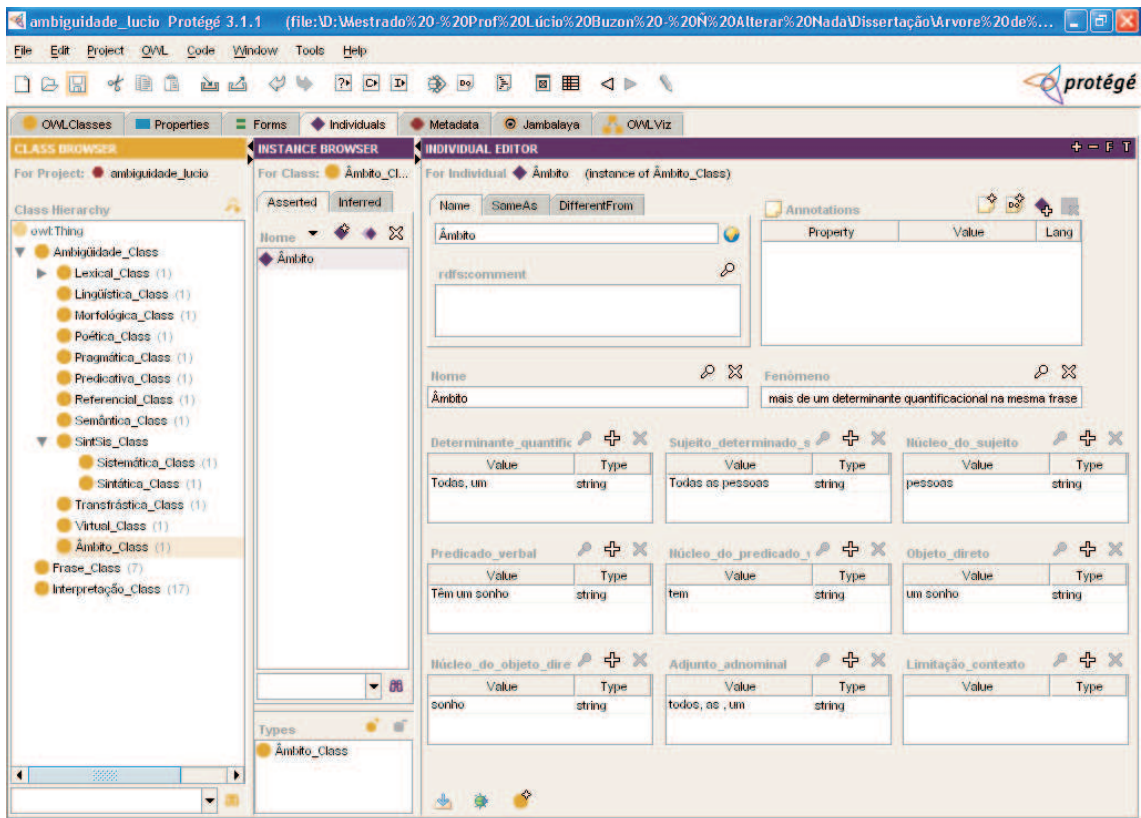 ambiguidade_lucio Protégé 3.1.1 (file:\D:\Mestrado%20-%20Prof%20Lúcio%20Buzon%20-%20Ñ%20Alterar%20Nada\Dissertação\Arvore%20de%...
File Edit Project OWL Code Window Tools Help
protégé
OWLClasses Properties Forms Individuals Metadata Jambalaya OWLViz
CLASS BROWSER
For Project: ambiguidade_lucio
Class Hierarchy
owl:Thing
Ambigüidade_Class
Lexical_Class (1)
Lingüística_Class (1)
Morfológica_Class (1)
Poética_Class (1)
Pragmática_Class (1)
Predicativa_Class (1)
Referencial_Class (1)
Semântica_Class (1)
SintSis_Class
Sistemática_Class (1)
Sintática_Class (1)
Transfrástica_Class (1)
Virtual_Class (1)
Âmbito_Class (1)
Frase_Class (7)
Interpretação_Class (17)
INSTANCE BROWSER
For Class: Âmbito_Cl...
Asserted Inferred
Nome
Âmbito
Types
Âmbito_Class
INDIVIDUAL EDITOR
+ − F T
For Individual Âmbito (instance of Âmbito_Class)
Name SameAs DifferentFrom
Âmbito
rdfs:comment
Annotations
Property Value Lang
Nome
Âmbito
Fenômeno
mais de um determinante quantificacional na mesma frase
Determinante_quantific
Value Type
Todas, um string
Sujeito_determinado_s
Value Type
Todas as pessoas string
Núcleo_do_sujeito
Value Type
pessoas string
Predicado_verbal
Value Type
Têm um sonho string
Núcleo_do_predicado_v
Value Type
tem string
Objeto_direto
Value Type
um sonho string
Núcleo_do_objeto_dire
Value Type
sonho string
Adjunto_adnominal
Value Type
todos, as , um string
Limitação_contexto
Value Type